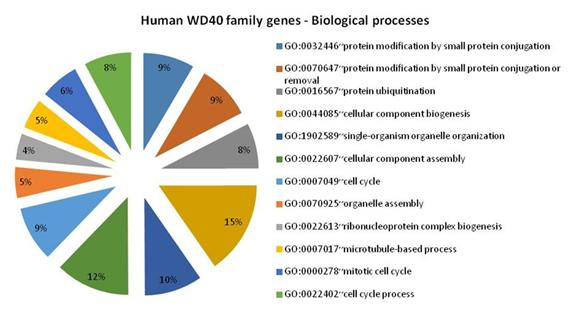 Human WD40 family genes - Biological processes
8%
9%
6%
9%
5%
4%
8%
5%
15%
9%
12%
10%
GO:0032446~protein modification by small protein conjugation
GO:0070647~protein modification by small protein conjugation or
removal
GO:0016567~protein ubiquitination
GO:0044085~cellular component biogenesis
GO:1902589~single-organism organelle organization
GO:0022607~cellular component assembly
GO:0007049~cell cycle
GO:0070925~organelle assembly
GO:0022613~ribonucleoprotein complex biogenesis
GO:0007017~microtubule-based process
GO:0000278~mitotic cell cycle
GO:0022402~cell cycle process